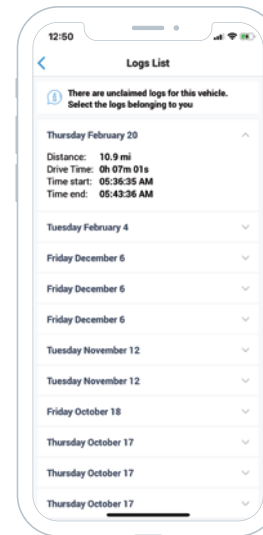 12:50
Logs List
There are unclaimed logs for this vehicle.
Select the logs belonging to you
Thursday February 20
Distance: 10.9 mi
Drive Time: 0h 07m 01s
Time start: 05:36:35 AM
Time end: 05:43:36 AM
Tuesday February 4
Friday December 6
Friday December 6
Friday December 6
Tuesday November 12
Tuesday November 12
Friday October 18
Thursday October 17
Thursday October 17
Thursday October 17